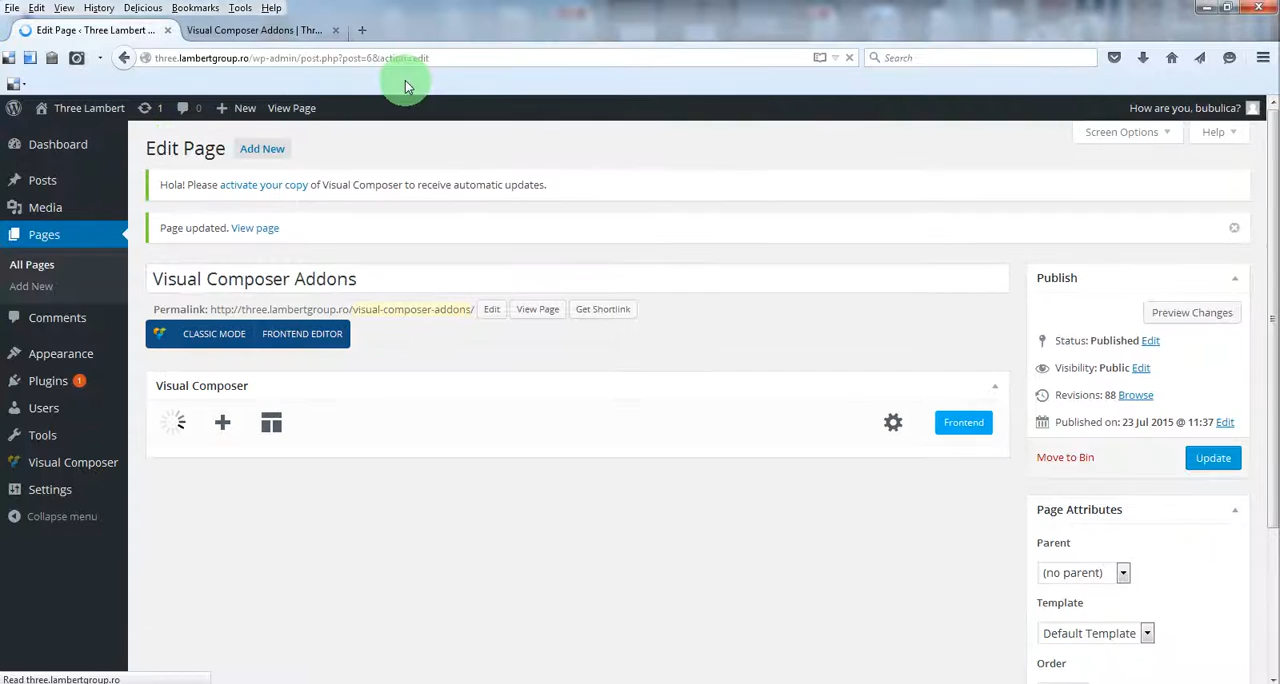 File Edit View History Delicious Bookmarks Tools Help
Edit Page ‹ Three Lambert ... × Visual Composer Addons | Thr... × +
three.lambertgroup.ro/wp-admin/post.php?post=6&action=edit
Search
Three Lambert 1 0 + New View Page
How are you, bubulica?
Dashboard
Posts
Media
Pages
All Pages
Add New
Comments
Appearance
Plugins 1
Users
Tools
Visual Composer
Settings
Collapse menu
Edit Page Add New
Screen Options Help
Hola! Please activate your copy of Visual Composer to receive automatic updates.
Page updated. View page
Visual Composer Addons
Permalink: http://three.lambertgroup.ro/visual-composer-addons/ Edit View Page Get Shortlink
CLASSIC MODE FRONTEND EDITOR
Visual Composer
Frontend
Publish
Preview Changes
Status: Published Edit
Visibility: Public Edit
Revisions: 88 Browse
Published on: 23 Jul 2015 @ 11:37 Edit
Move to Bin Update
Page Attributes
Parent
(no parent)
Template
Default Template
Order
Read three.lambertgroup.ro